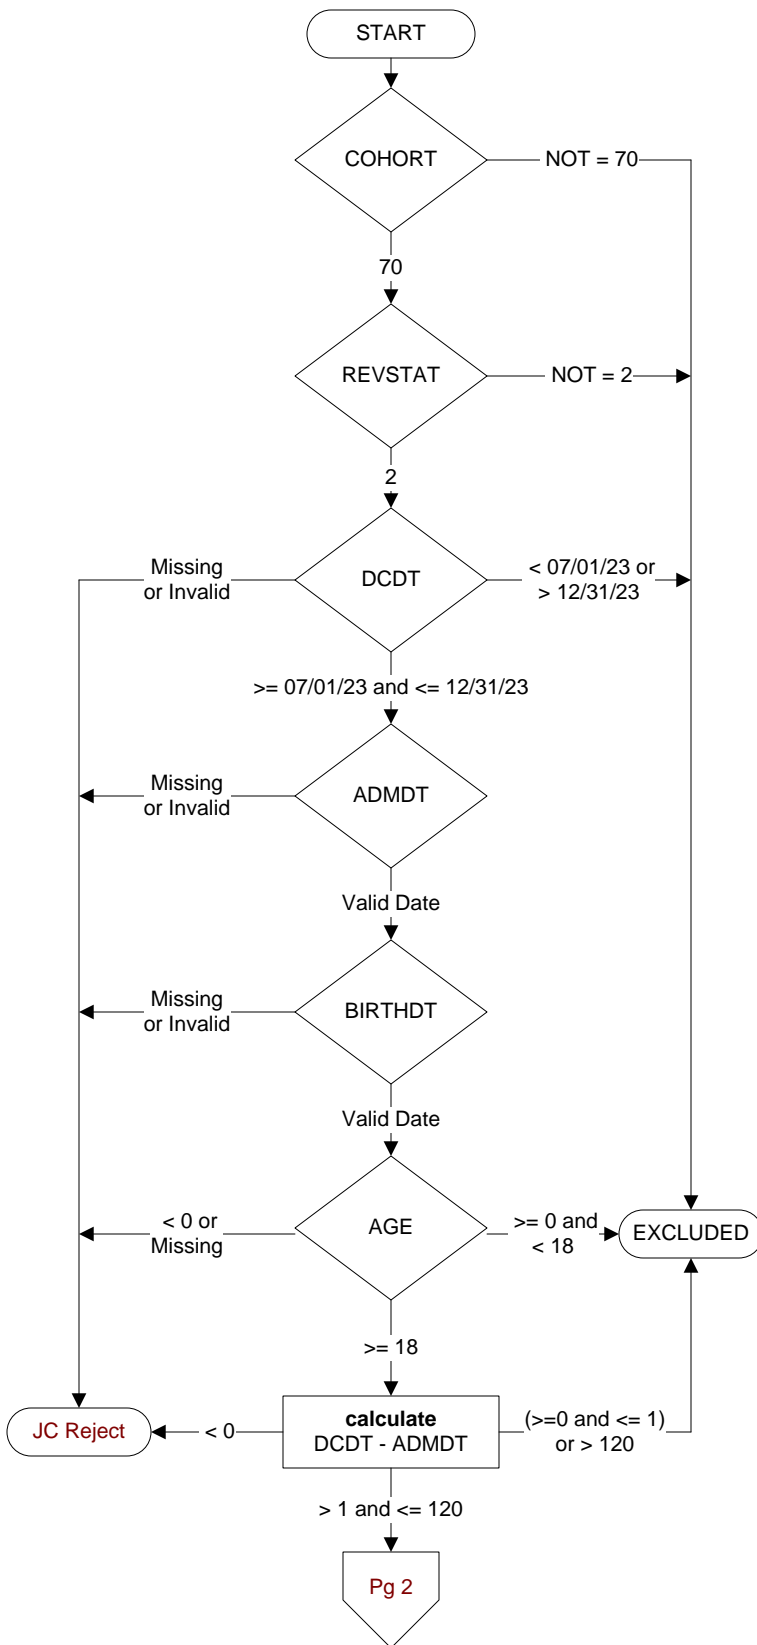 START
COHORT
NOT = 70
70
REVSTAT
NOT = 2
2
Missing
or Invalid
DCDT
< 07/01/23 or
> 12/31/23
>= 07/01/23 and <= 12/31/23
Missing
or Invalid
ADMDT
Valid Date
Missing
or Invalid
BIRTHDT
Valid Date
< 0 or
Missing
AGE
>= 0 and
< 18
EXCLUDED
>= 18
JC Reject
< 0
calculate
DCDT - ADMDT
(>=0 and <= 1)
or > 120
> 1 and <= 120
Pg 2